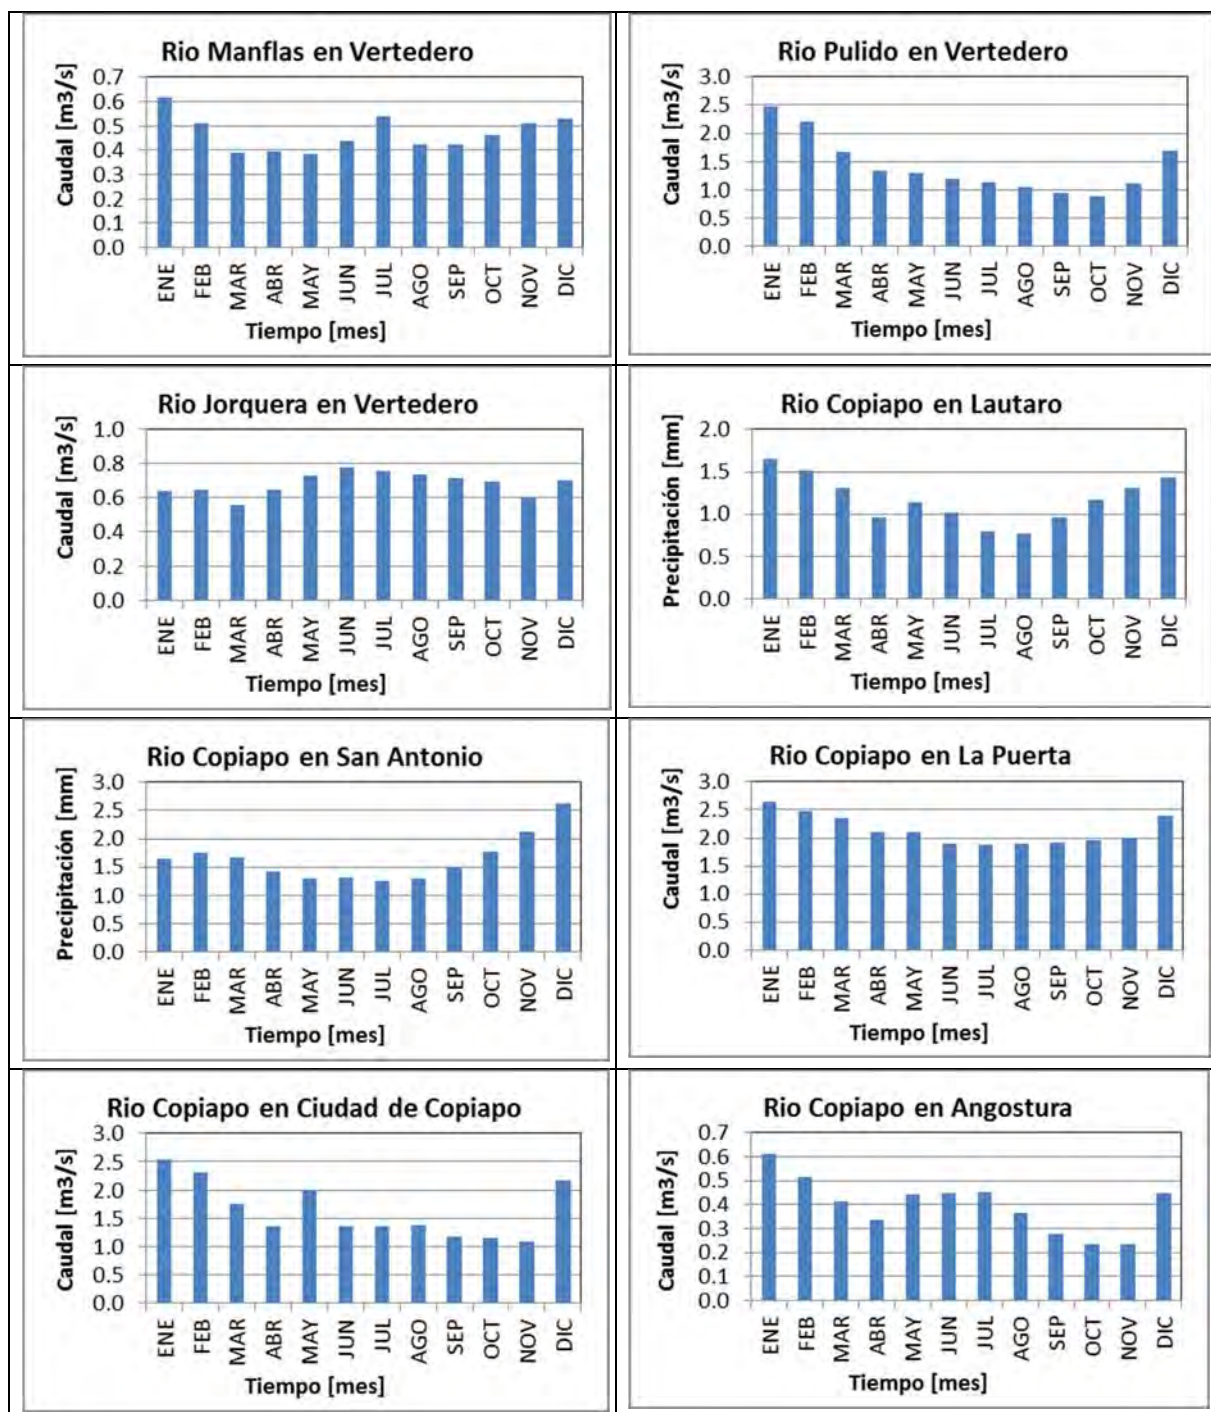 Rio Manflas en Vertedero
Caudal [m3/s]
0.7
0.6
0.5
0.4
0.3
0.2
0.1
0.0
ENE FEB MAR ABR MAY JUN JUL AGO SEP OCT NOV DIC
Tiempo [mes]
Rio Pulido en Vertedero
Caudal [m3/s]
3.0
2.5
2.0
1.5
1.0
0.5
0.0
ENE FEB MAR ABR MAY JUN JUL AGO SEP OCT NOV DIC
Tiempo [mes]
Rio Jorquera en Vertedero
Caudal [m3/s]
1.0
0.8
0.6
0.4
0.2
0.0
ENE FEB MAR ABR MAY JUN JUL AGO SEP OCT NOV DIC
Tiempo [mes]
Rio Copiapo en Lautaro
Precipitación [mm]
2.0
1.5
1.0
0.5
0.0
ENE FEB MAR ABR MAY JUN JUL AGO SEP OCT NOV DIC
Tiempo [mes]
Rio Copiapo en San Antonio
Precipitación [mm]
3.0
2.5
2.0
1.5
1.0
0.5
0.0
ENE FEB MAR ABR MAY JUN JUL AGO SEP OCT NOV DIC
Tiempo [mes]
Rio Copiapo en La Puerta
Caudal [m3/s]
3.0
2.5
2.0
1.5
1.0
0.5
0.0
ENE FEB MAR ABR MAY JUN JUL AGO SEP OCT NOV DIC
Tiempo [mes]
Rio Copiapo en Ciudad de Copiapo
Caudal [m3/s]
3.0
2.5
2.0
1.5
1.0
0.5
0.0
ENE FEB MAR ABR MAY JUN JUL AGO SEP OCT NOV DIC
Tiempo [mes]
Rio Copiapo en Angostura
Caudal [m3/s]
0.7
0.6
0.5
0.4
0.3
0.2
0.1
0.0
ENE FEB MAR ABR MAY JUN JUL AGO SEP OCT NOV DIC
Tiempo [mes]